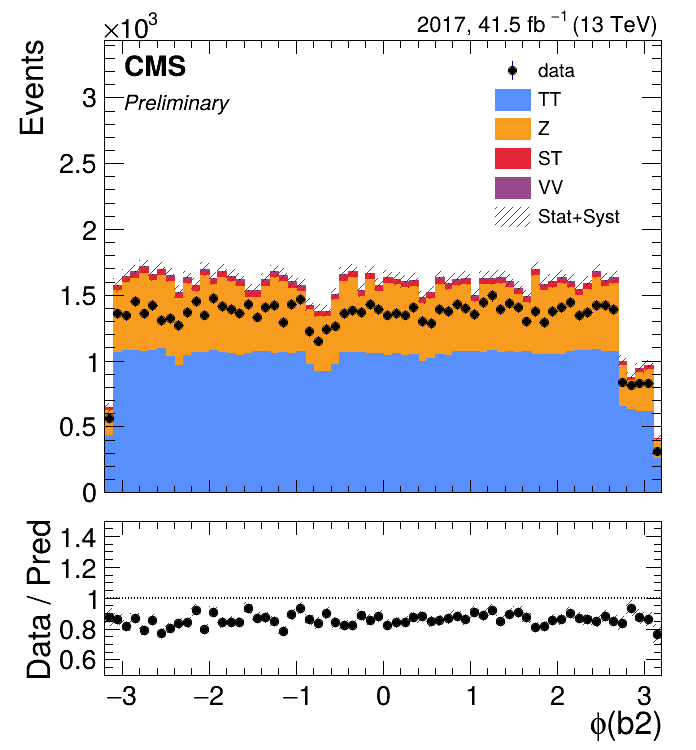 ×10³
2017, 41.5 fb⁻¹ (13 TeV)
Events
CMS
Preliminary
data
TT
Z
ST
VV
Stat+Syst
3
2.5
2
1.5
1
0.5
0
Data / Pred
1.4
1.2
1
0.8
0.6
−3 −2 −1 0 1 2 3
ϕ(b2)